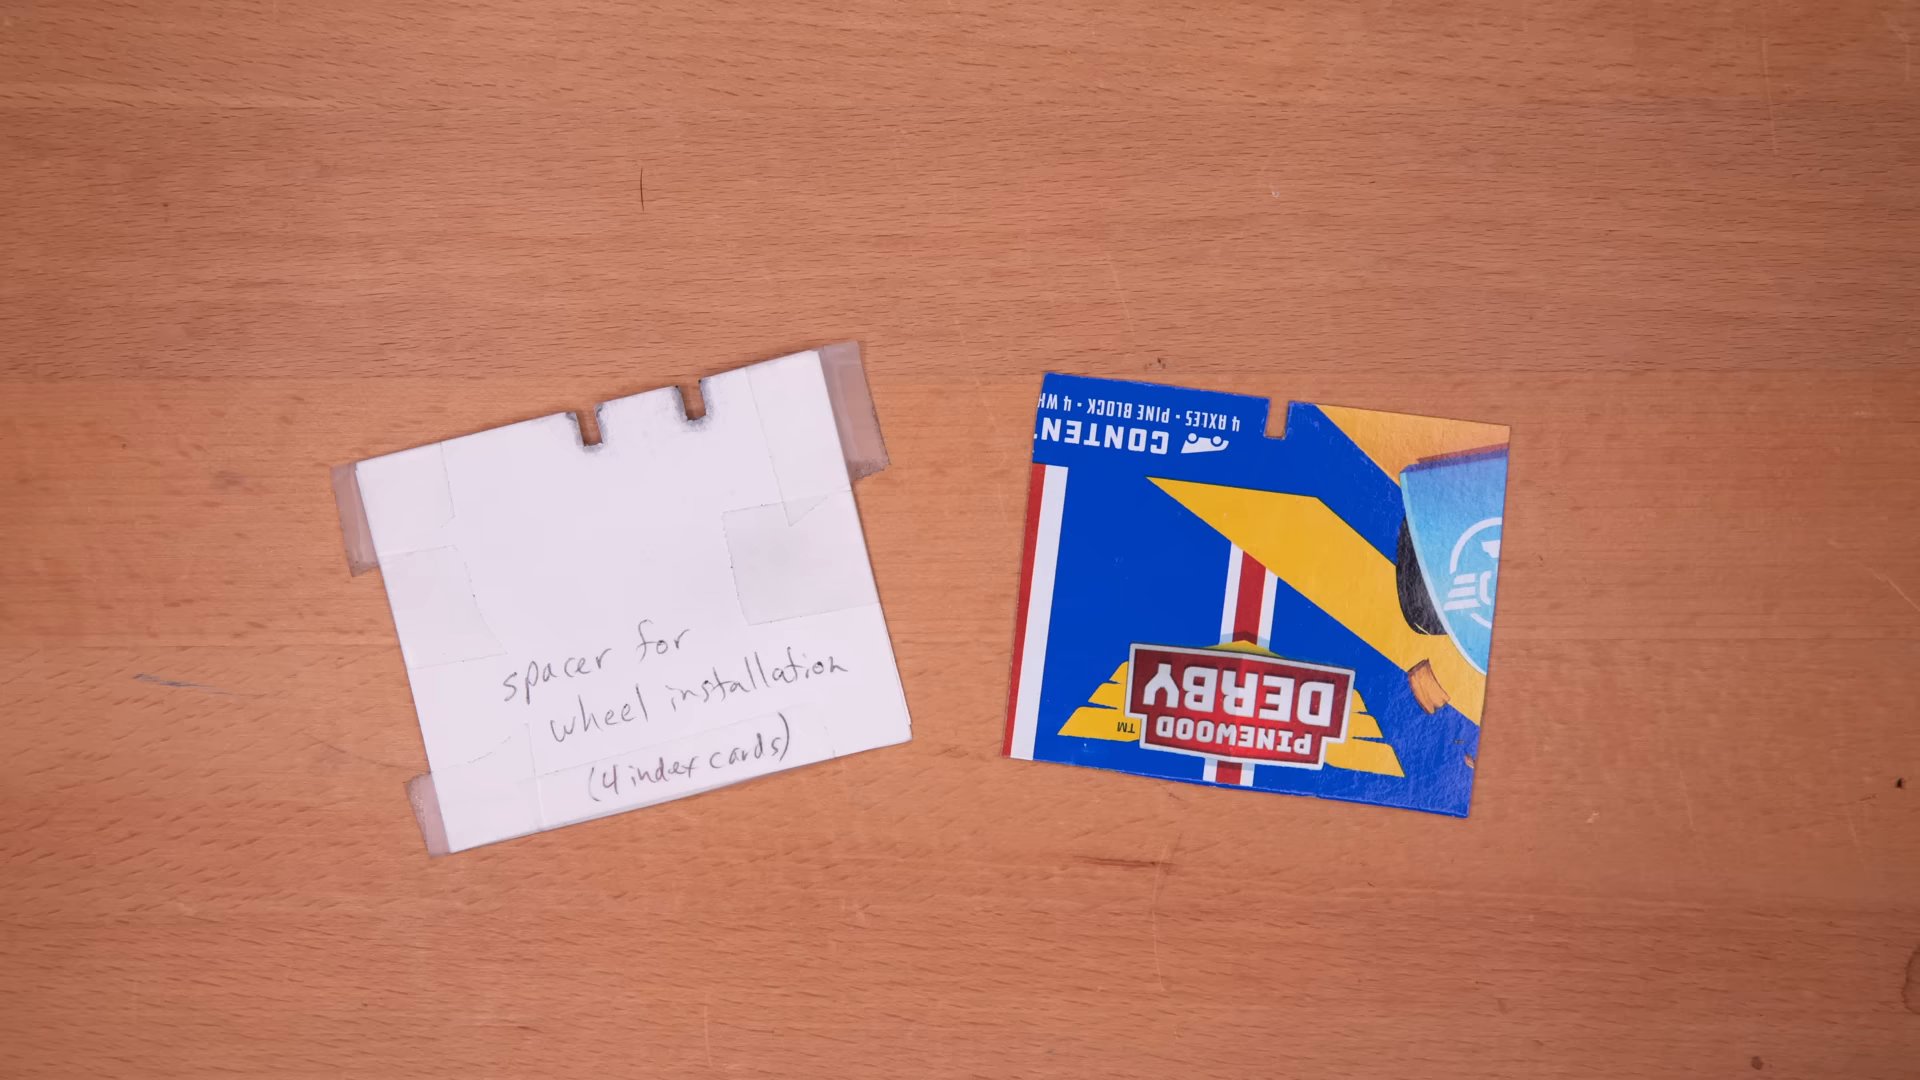 spacer for
wheel installation
(4 index cards)
CONTEN
4 AXLES • PINE BLOCK • 4 WH
PINEWOOD
DERBY
TM